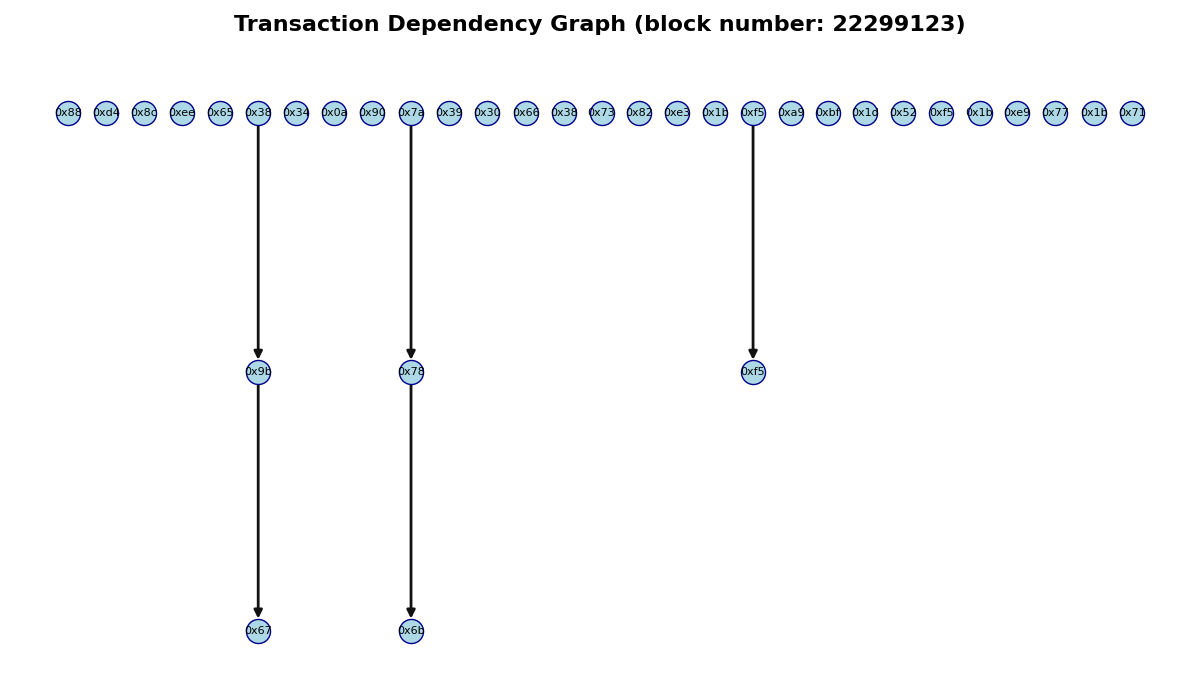 Transaction Dependency Graph (block number: 22299123)
0x88 0xd4 0x8c 0xee 0x65 0x38 0x34 0x0a 0x90 0x7a 0x39 0x30 0x66 0x38 0x73 0x82 0xe3 0x1b 0xf5 0xa9 0xbf 0x1c 0x52 0xf5 0x1b 0xe9 0x77 0x1b 0x71
0x9b 0x78 0xf5
0x67 0x6b